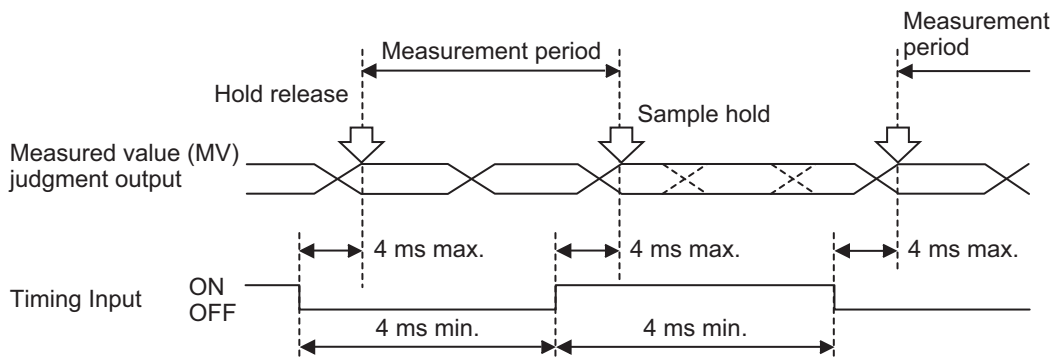 Measurement period
Measurement
period
Hold release
Sample hold
Measured value (MV)
judgment output
4 ms max.
4 ms max.
4 ms max.
Timing Input
ON
OFF
4 ms min.
4 ms min.